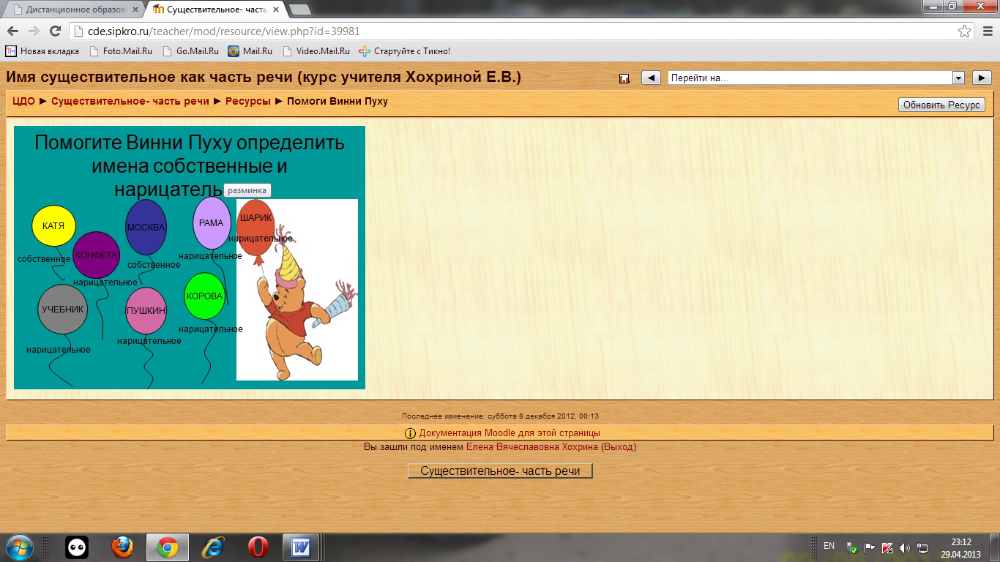 Дистанционное образов
Существительное- часть
cde.sipkro.ru/teacher/mod/resource/view.php?id=39981
Новая вкладка
Foto.Mail.Ru
Go.Mail.Ru
Mail.Ru
Video.Mail.Ru
Стартуйте с Тикно!
Имя существительное как часть речи (курс учителя Хохриной Е.В.)
Перейти на...
ЦДО ► Существительное- часть речи ► Ресурсы ► Помоги Винни Пуху
Обновить Ресурс
Помогите Винни Пуху определить
имена собственные и
нарицатель
разминка
КАТЯ
собственное
КОНФЕТА
нарицательное
МОСКВА
собственное
РАМА
нарицательное
ШАРИК
нарицательное
УЧЕБНИК
нарицательное
ПУШКИН
нарицательное
КОРОВА
нарицательное
Последнее изменение: суббота 8 декабря 2012, 00:13
Документация Moodle для этой страницы
Вы зашли под именем Елена Вячеславовна Хохрина (Выход)
Существительное- часть речи
EN
23:12
29.04.2013